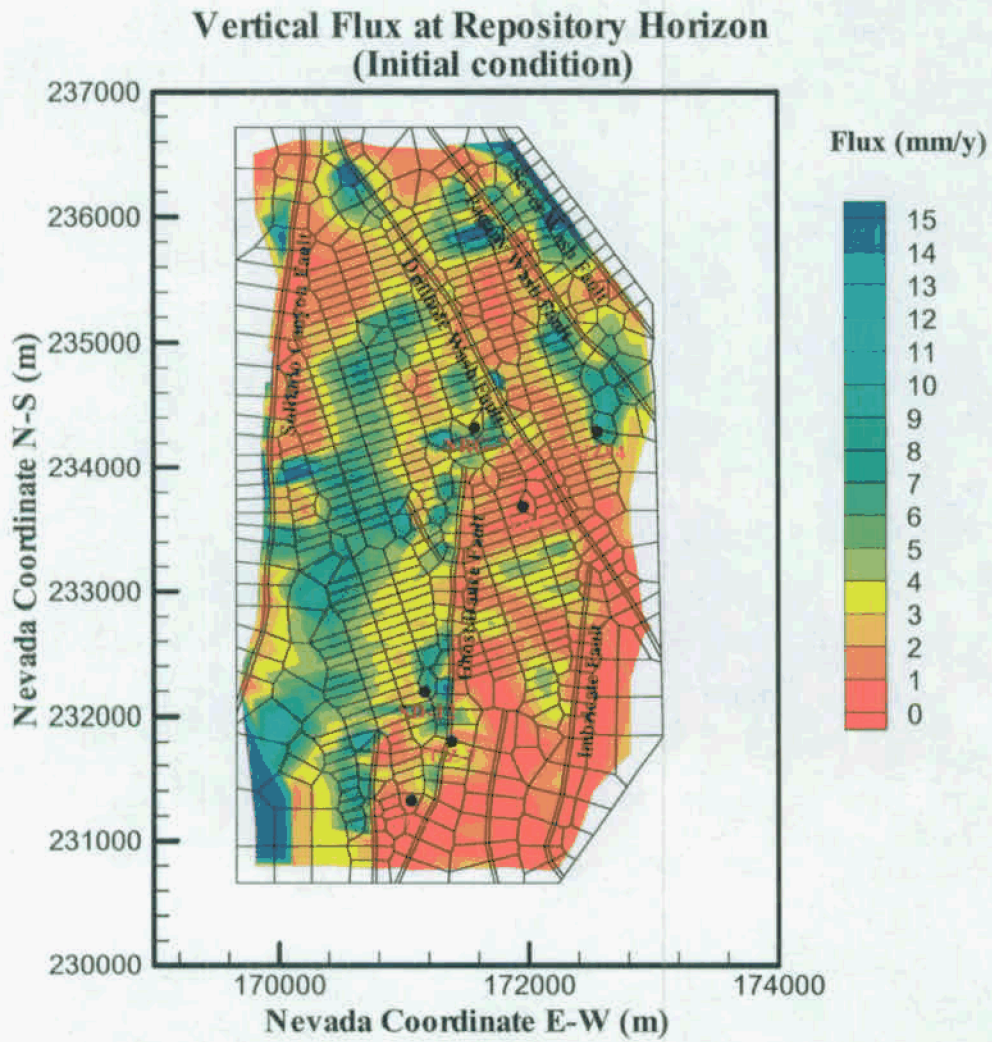 Vertical Flux at Repository Horizon
(Initial condition)
Flux (mm/y)
15
14
13
12
11
10
9
8
7
6
5
4
3
2
1
0
Nevada Coordinate N-S (m)
237000
236000
235000
234000
233000
232000
231000
230000
Solitario Canyon Fault
Drillhole Wash Fault
Wash Fault
Sever Wash Fault
Ghost Dance Fault
Imbricate Fault
170000
172000
174000
Nevada Coordinate E-W (m)